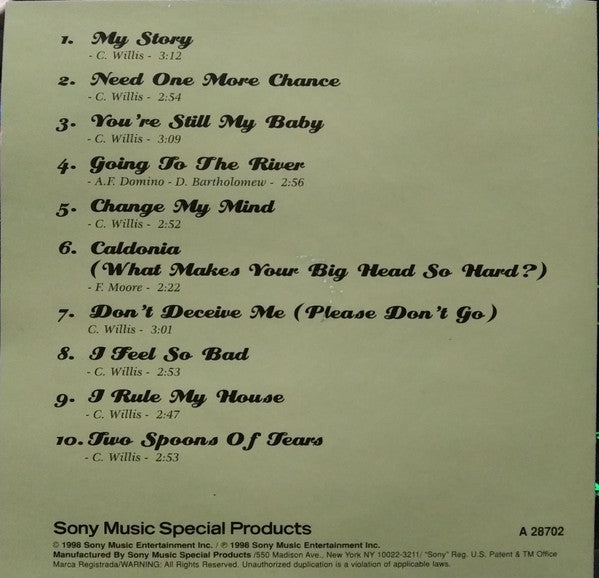 1. My Story
- C. Willis - 3:12
2. Need One More Chance
- C. Willis - 2:54
3. You're Still My Baby
- C. Willis - 3:09
4. Going To The River
- A.F. Domino - D. Bartholomew - 2:56
5. Change My Mind
- C. Willis - 2:52
6. Caldonia
(What Makes Your Big Head So Hard?)
- F. Moore - 2:22
7. Don't Deceive Me (Please Don't Go)
C. Willis - 3:01
8. I Feel So Bad
- C. Willis - 2:53
9. I Rule My House
- C. Willis - 2:47
10. Two Spoons Of Tears
- C. Willis - 2:53
Sony Music Special Products
A 28702
© 1998 Sony Music Entertainment Inc. / ℗ 1998 Sony Music Entertainment Inc.
Manufactured By Sony Music Special Products /550 Madison Ave., New York NY 10022-3211/ "Sony" Reg. U.S. Patent & TM Office
Marca Registrada/WARNING: All Rights Reserved. Unauthorized duplication is a violation of applicable laws.